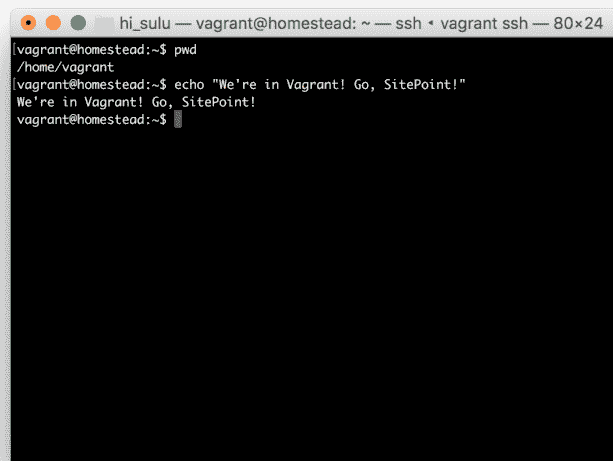 hi_sulu — vagrant@homestead: ~ — ssh ◂ vagrant ssh — 80×24
[vagrant@homestead:~$ pwd
/home/vagrant
[vagrant@homestead:~$ echo "We're in Vagrant! Go, SitePoint!"
We're in Vagrant! Go, SitePoint!
vagrant@homestead:~$